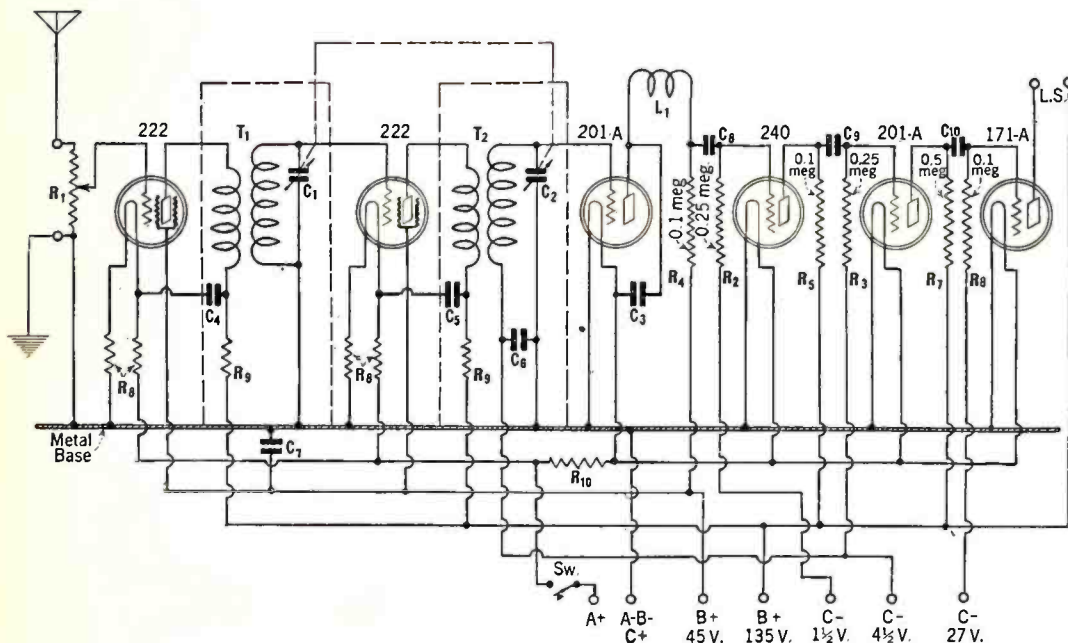 222
T1
C1
R1
C4
R8
R9
222
T2
C2
C5
R8
R9
C6
201-A
L1
C3
0.1 meg.
R4
C8
0.25 meg.
R2
240
0.1 meg
R5
C9
0.25 meg.
R3
201-A
0.5 meg
R7
C10
0.1 meg.
R8
171-A
L.S.
Metal
Base
C7
R10
Sw.
A+
A-B-
C+
B+
45 V.
B+
135 V.
C-
1½ V.
C-
4½ V.
C-
27 V.